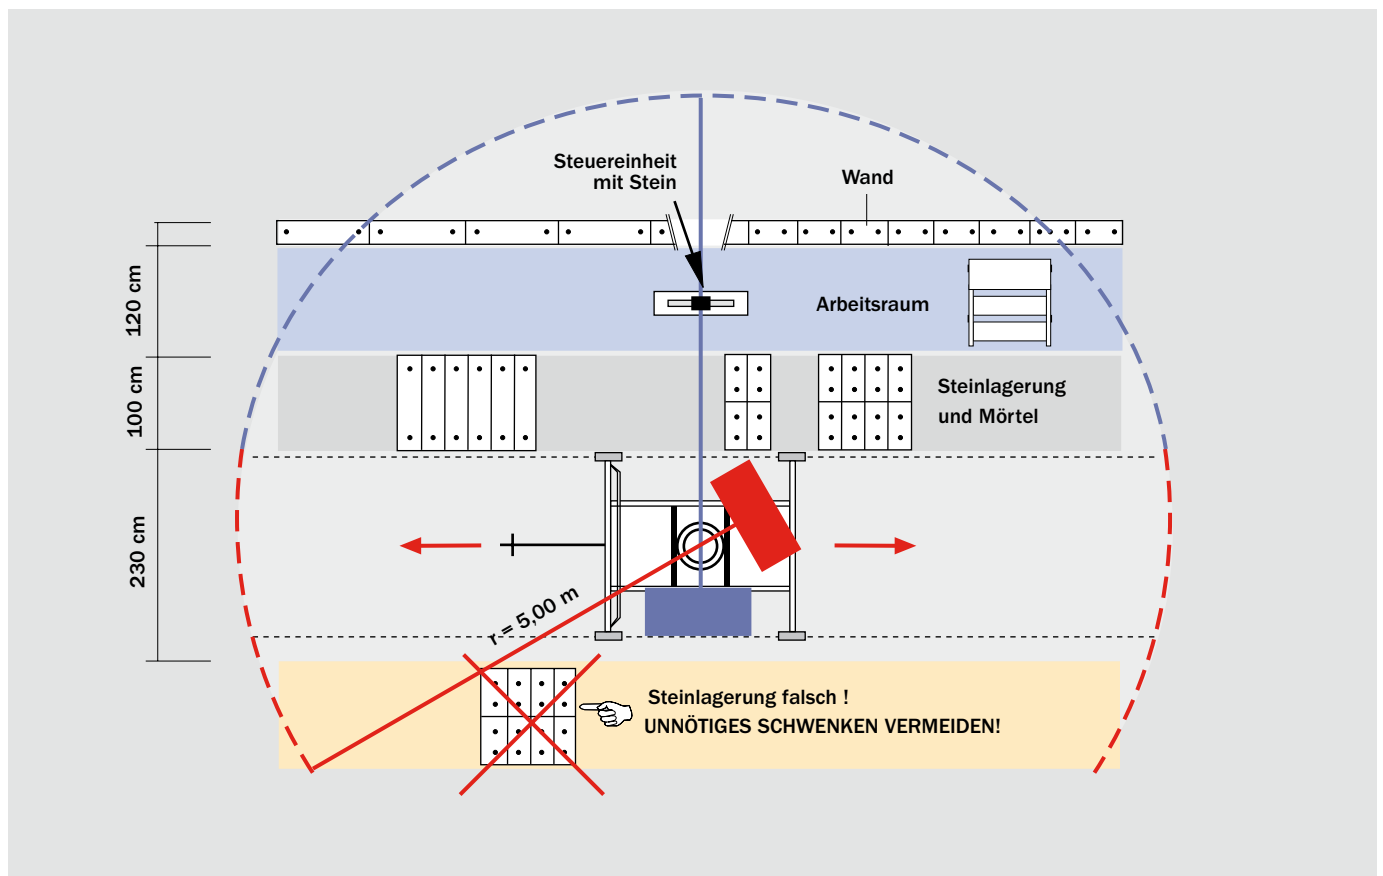 Steuereinheit
mit Stein
Wand
120 cm
Arbeitsraum
100 cm
Steinlagerung
und Mörtel
230 cm
r = 5,00 m
Steinlagerung falsch !
UNNÖTIGES SCHWENKEN VERMEIDEN!